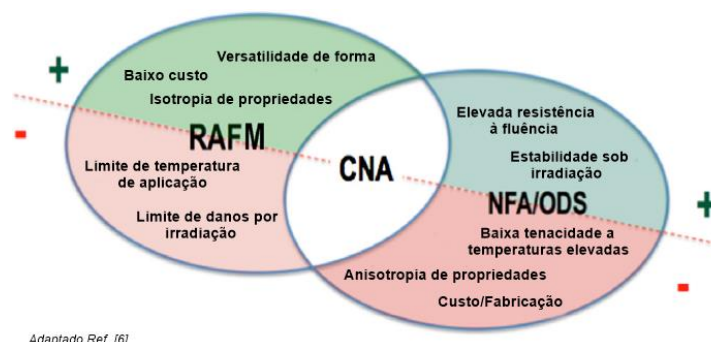 Versatilidade de forma
Baixo custo
Isotropia de propriedades
RAFM
Limite de temperatura
de aplicação
Limite de danos por
irradiação
CNA
Elevada resistência
à fluência
Estabilidade sob
irradiação
NFA/ODS
Baixa tenacidade a
temperaturas elevadas
Anisotropia de propriedades
Custo/Fabricação
+
-
+
-
Adaptado Ref. [6]